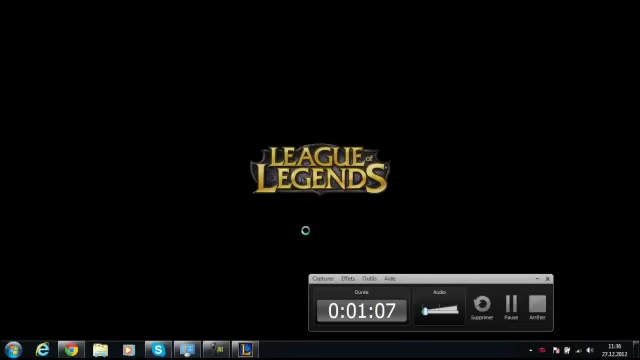 LEAGUE of
LEGENDS
Capturer Effets Outils Aide
Durée
Audio
0:01:07
Supprimer Pause Arrêter
11:36
27.12.2012